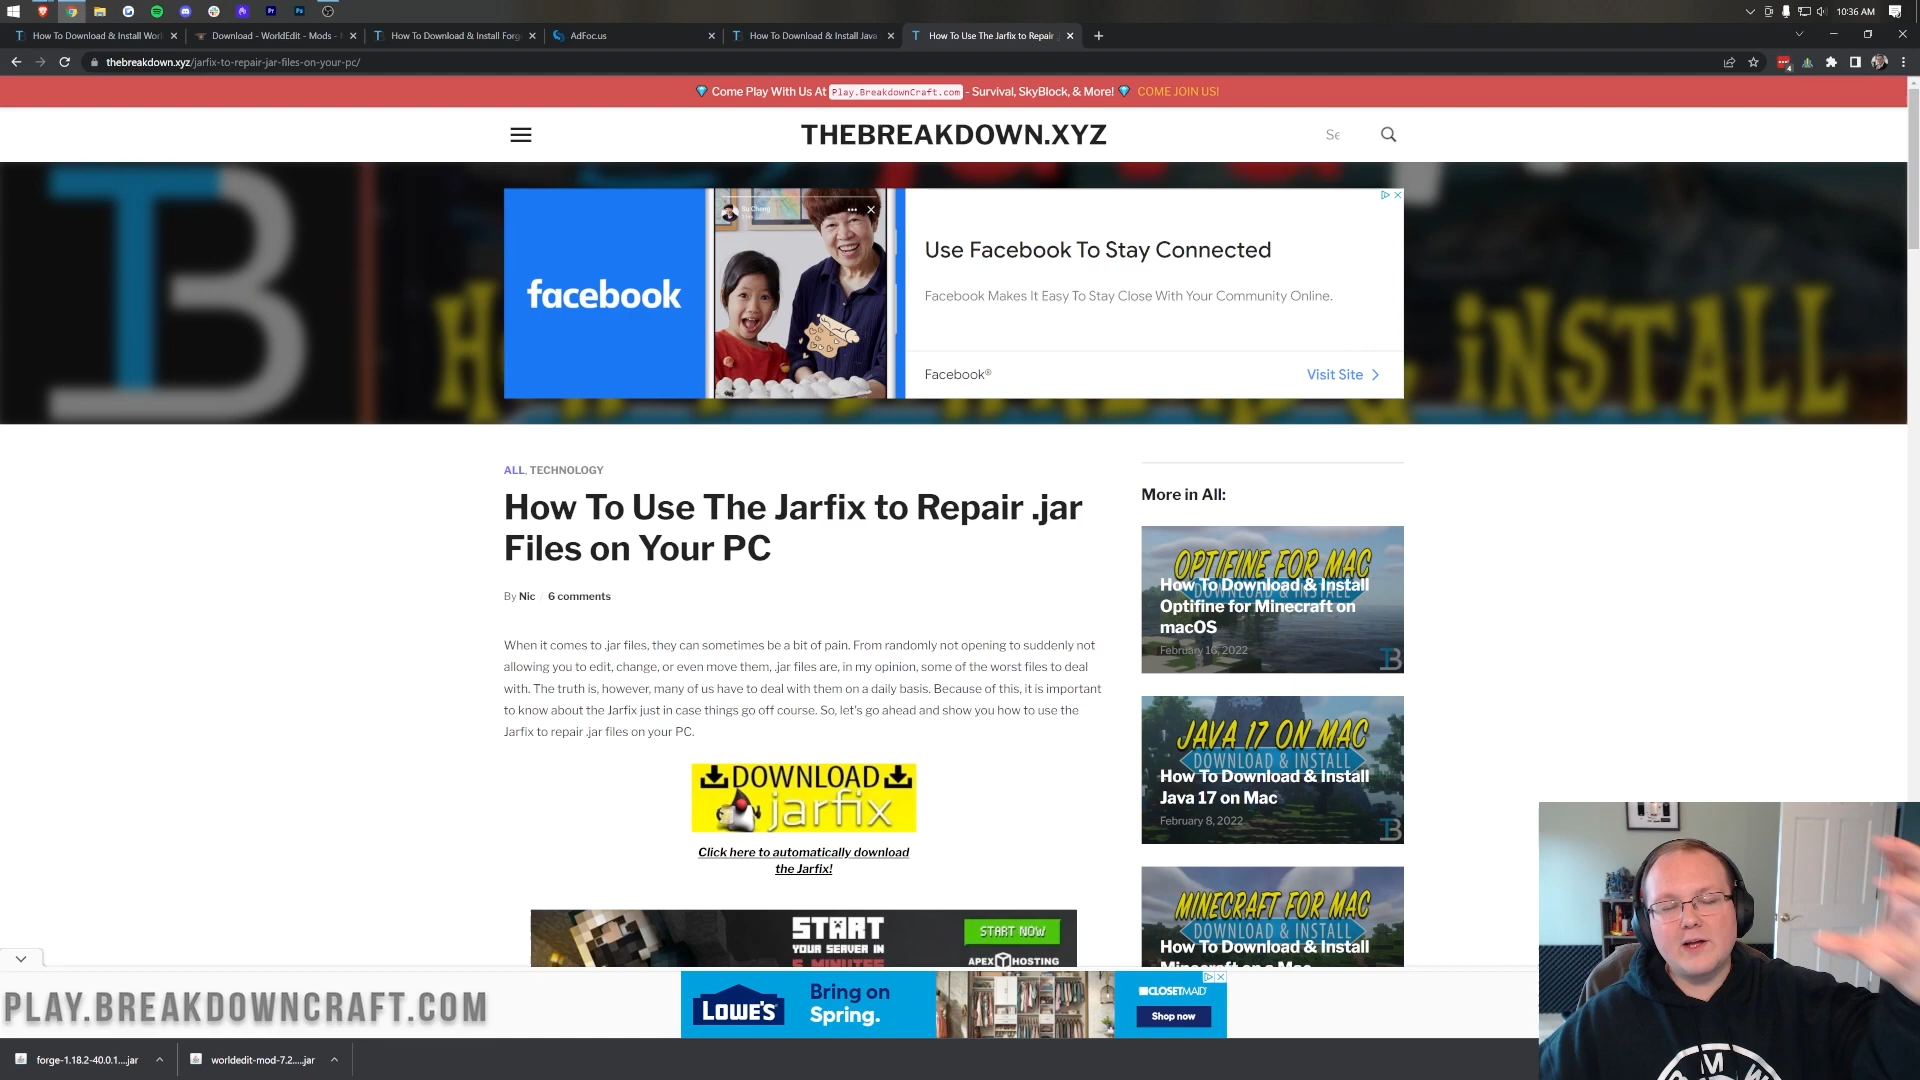 10:36 AM
How To Download & Install Wor
Download - WorldEdit - Mods -
How To Download & Install Forg
AdFoc.us
How To Download & Install Java
How To Use The Jarfix to Repair
thebreakdown.xyz/jarfix-to-repair-jar-files-on-your-pc/
Come Play With Us At Play.BreakdownCraft.com - Survival, SkyBlock, & More! COME JOIN US!
THEBREAKDOWN.XYZ
Se
facebook
Use Facebook To Stay Connected
Facebook Makes It Easy To Stay Close With Your Community Online.
Facebook®
Visit Site
INSTALL
ALL, TECHNOLOGY
How To Use The Jarfix to Repair .jar
Files on Your PC
By Nic / 6 comments
When it comes to .jar files, they can sometimes be a bit of pain. From randomly not opening to suddenly not
allowing you to edit, change, or even move them, .jar files are, in my opinion, some of the worst files to deal
with. The truth is, however, many of us have to deal with them on a daily basis. Because of this, it is important
to know about the Jarfix just in case things go off course. So, let's go ahead and show you how to use the
Jarfix to repair .jar files on your PC.
DOWNLOAD
jarfix
Click here to automatically download
the Jarfix!
START
YOUR SERVER IN
5 MINUTES
START NOW
APEX HOSTING
More in All:
OPTIFINE FOR MAC
DOWNLOAD & INSTALL
How To Download & Install
Optifine for Minecraft on
macOS
February 16, 2022
JAVA 17 ON MAC
DOWNLOAD & INSTALL
How To Download & Install
Java 17 on Mac
February 8, 2022
MINECRAFT FOR MAC
DOWNLOAD & INSTALL
How To Download & Install
Minecraft on a Mac
PLAY.BREAKDOWNCRAFT.COM
LOWE'S
Bring on
Spring.
CLOSETMAID
Shop now
forge-1.18.2-40.0.1....jar
worldedit-mod-7.2....jar